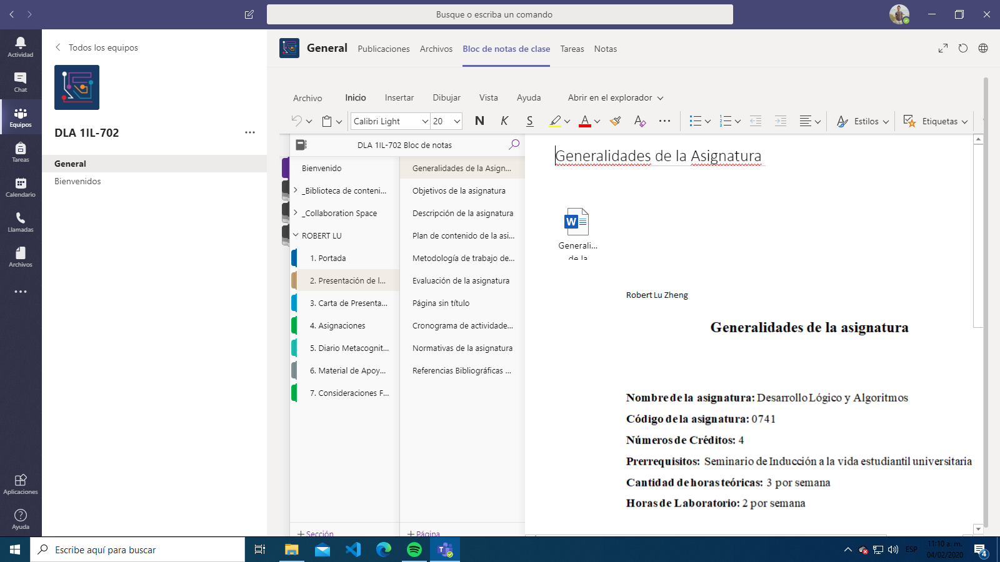 Busque o escriba un comando
Actividad
Chat
Equipos
Tareas
Calendario
Llamadas
Archivos
Aplicaciones
Ayuda
Todos los equipos
DLA 1IL-702
General
Bienvenidos
General
Publicaciones
Archivos
Bloc de notas de clase
Tareas
Notas
Archivo
Inicio
Insertar
Dibujar
Vista
Ayuda
Abrir en el explorador
Calibri Light
20
N
K
S
A
Estilos
Etiquetas
DLA 1IL-702 Bloc de notas
Bienvenido
_Biblioteca de conteni...
_Collaboration Space
ROBERT LU
1. Portada
2. Presentación de l...
3. Carta de Presenta...
4. Asignaciones
5. Diario Metacognit...
6. Material de Apoy...
7. Consideraciones F...
Sección
Generalidades de la Asign...
Objetivos de la asignatura
Descripción de la asignatura
Plan de contenido de la asi...
Metodología de trabajo de...
Evaluación de la asignatura
Página sin título
Cronograma de actividade...
Normativas de la asignatura
Referencias Bibliográficas ...
Página
Generalidades de la Asignatura
W
Generali...
de la
Robert Lu Zheng
Generalidades de la asignatura
Nombre de la asignatura: Desarrollo Lógico y Algoritmos
Código de la asignatura: 0741
Números de Créditos: 4
Prerrequisitos: Seminario de Inducción a la vida estudiantil universitaria
Cantidad de horas teóricas: 3 por semana
Horas de Laboratorio: 2 por semana
Escribe aquí para buscar
ESP
11:10 a. m.
04/02/2020
4